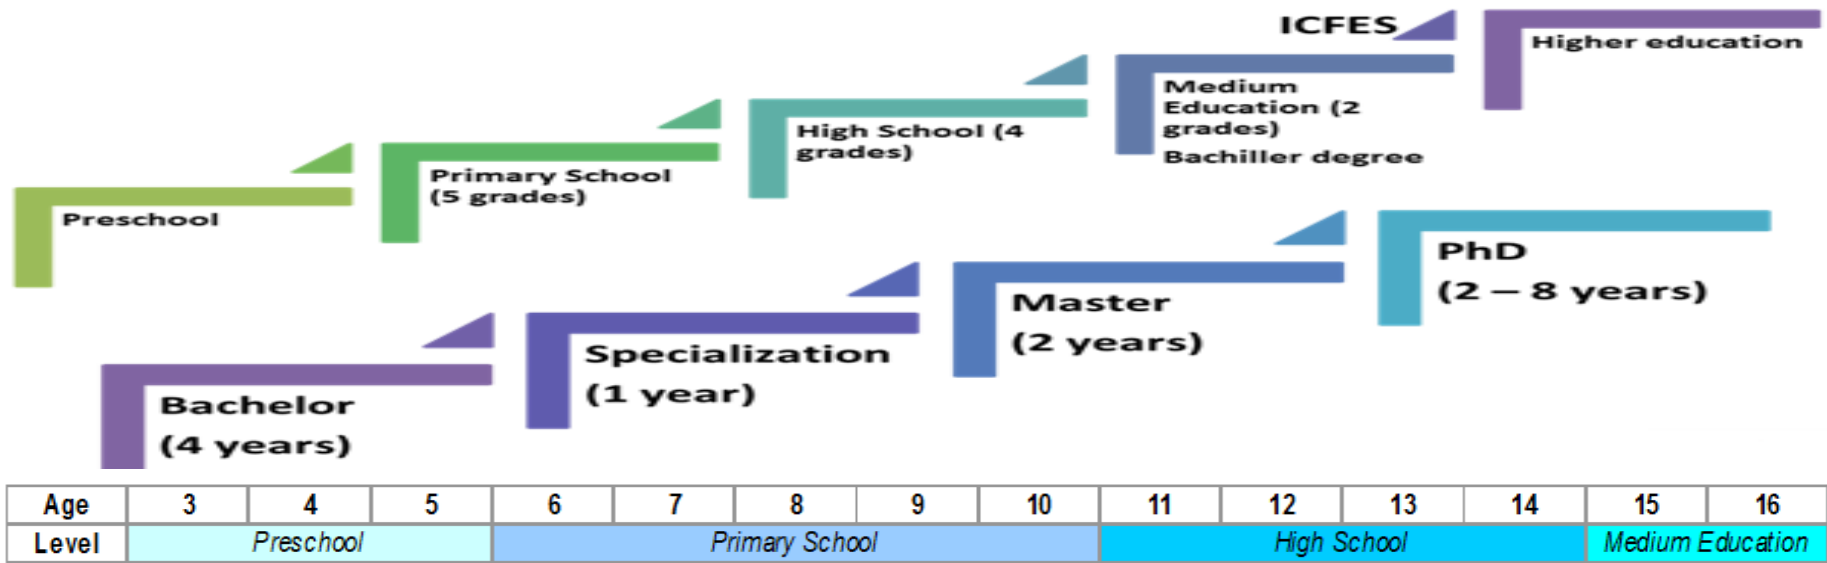 Preschool
Primary School
(5 grades)
High School (4
grades)
Medium
Education (2
grades)
Bachiller degree
ICFES
Higher education
Bachelor
(4 years)
Specialization
(1 year)
Master
(2 years)
PhD
(2 – 8 years)
Age 3 4 5 6 7 8 9 10 11 12 13 14 15 16
Level Preschool Primary School High School Medium Education